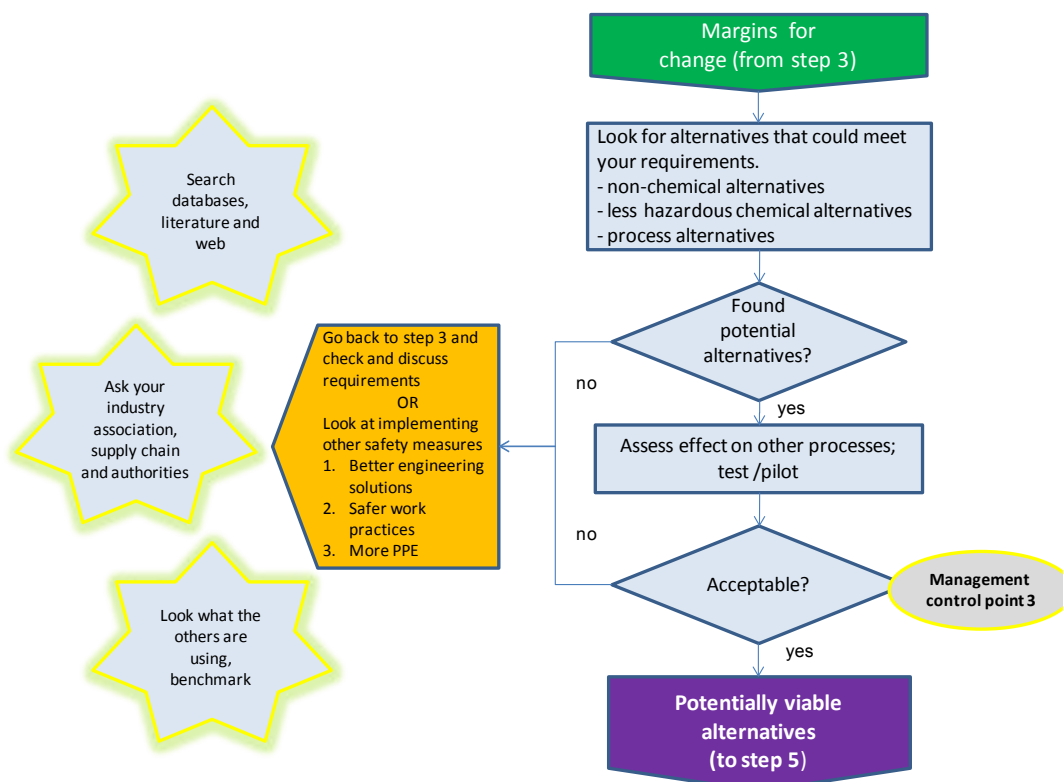 Margins for
change (from step 3)
Look for alternatives that could meet
your requirements.
- non-chemical alternatives
- less hazardous chemical alternatives
- process alternatives
Search
databases,
literature and
web
Found
potential
alternatives?
no
yes
Go back to step 3 and
check and discuss
requirements
OR
Look at implementing
other safety measures
1. Better engineering
solutions
2. Safer work
practices
3. More PPE
Ask your
industry
association,
supply chain
and authorities
Assess effect on other processes;
test /pilot
no
Acceptable?
Management
control point 3
Look what the
others are
using,
benchmark
yes
Potentially viable
alternatives
(to step 5)